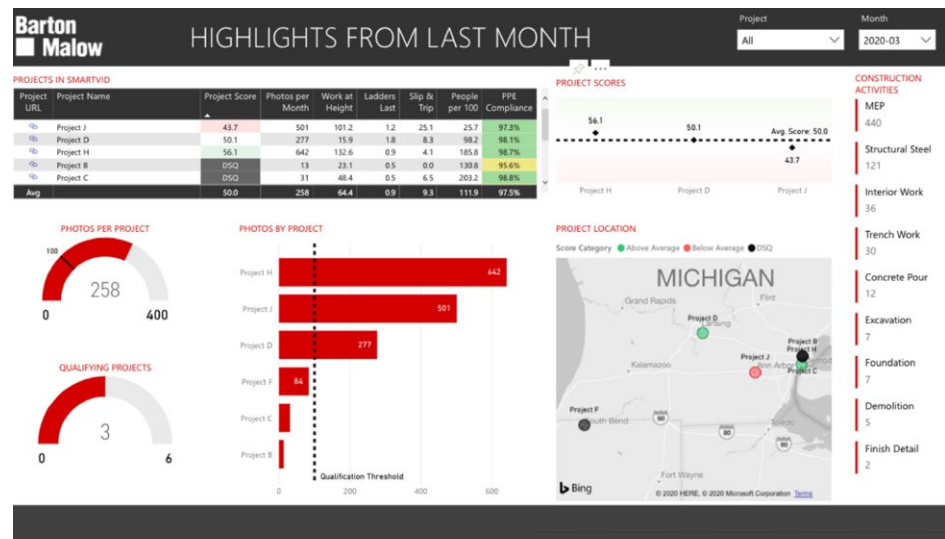 Barton
Malow
HIGHLIGHTS FROM LAST MONTH
Project
All
Month
2020-03
PROJECTS IN SMARTVID
Project URL Project Name Project Score Photos per Month Work at Height Ladders Last Slip & Trip People per 100 PPE Compliance
Project J 43.7 501 101.2 1.2 25.1 25.7 97.3%
Project D 50.1 277 15.9 1.8 8.3 98.2 98.1%
Project H 56.1 642 132.6 0.9 4.1 185.8 98.7%
Project B DSQ 13 23.1 0.5 0.0 130.8 95.6%
Project C DSQ 31 48.4 0.5 6.5 203.2 98.8%
Avg 50.0 258 64.4 0.9 9.3 111.9 97.5%
PROJECT SCORES
56.1
50.1
Avg. Score: 50.0
43.7
Project H Project D Project J
CONSTRUCTION
ACTIVITIES
MEP
440
Structural Steel
121
Interior Work
36
Trench Work
30
Concrete Pour
12
Excavation
7
Foundation
7
Demolition
5
Finish Detail
2
PHOTOS PER PROJECT
100
258
0 400
QUALIFYING PROJECTS
3
0 6
PHOTOS BY PROJECT
Project H 642
Project J 501
Project D 277
Project F 84
Project C
Project B
Qualification Threshold
0 200 400 600
PROJECT LOCATION
Score Category Above Average Below Average DSQ
MICHIGAN
Grand Rapids
Flint
Project D
Lansing
Project B
Project H
Project J
Kalamazoo
Ann Arbor
Project C
Project F
South Bend
90
80
Toledo
90
Fort Wayne
Bing
© 2020 HERE, © 2020 Microsoft Corporation Terms